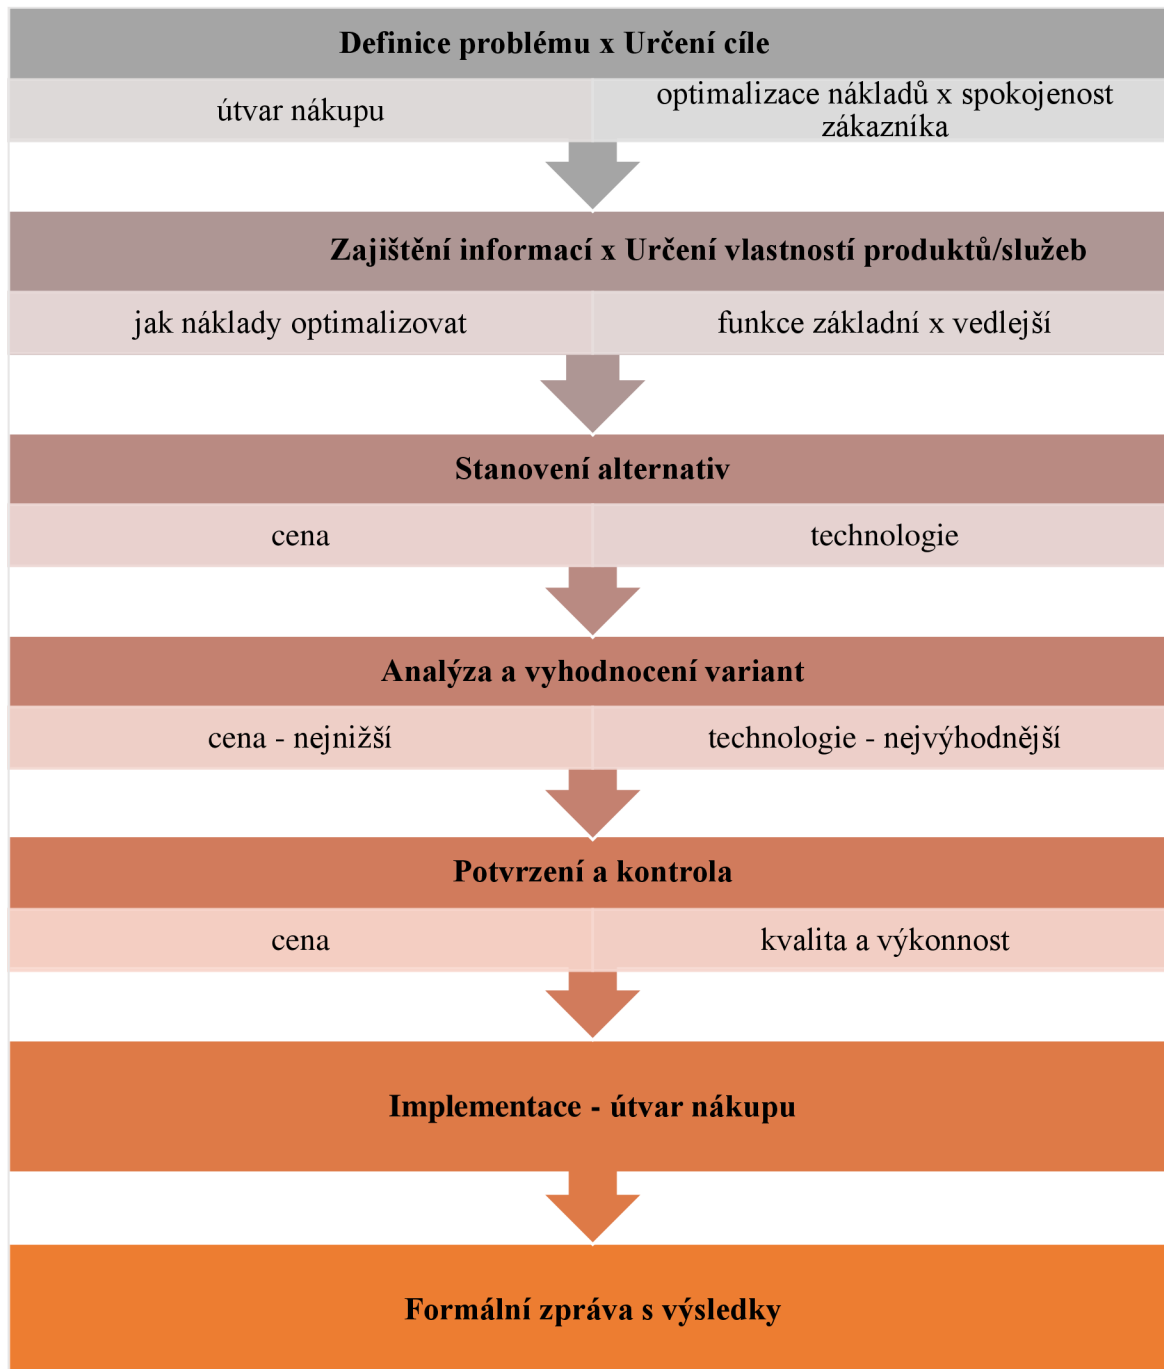 Definice problému x Určení cíle
útvar nákupu
optimalizace nákladů x spokojenost
zákazníka
Zajištění informací x Určení vlastností produktů/služeb
jak náklady optimalizovat
funkce základní x vedlejší
Stanovení alternativ
cena
technologie
Analýza a vyhodnocení variant
cena - nejnižší
technologie - nejvýhodnější
Potvrzení a kontrola
cena
kvalita a výkonnost
Implementace - útvar nákupu
Formální zpráva s výsledky